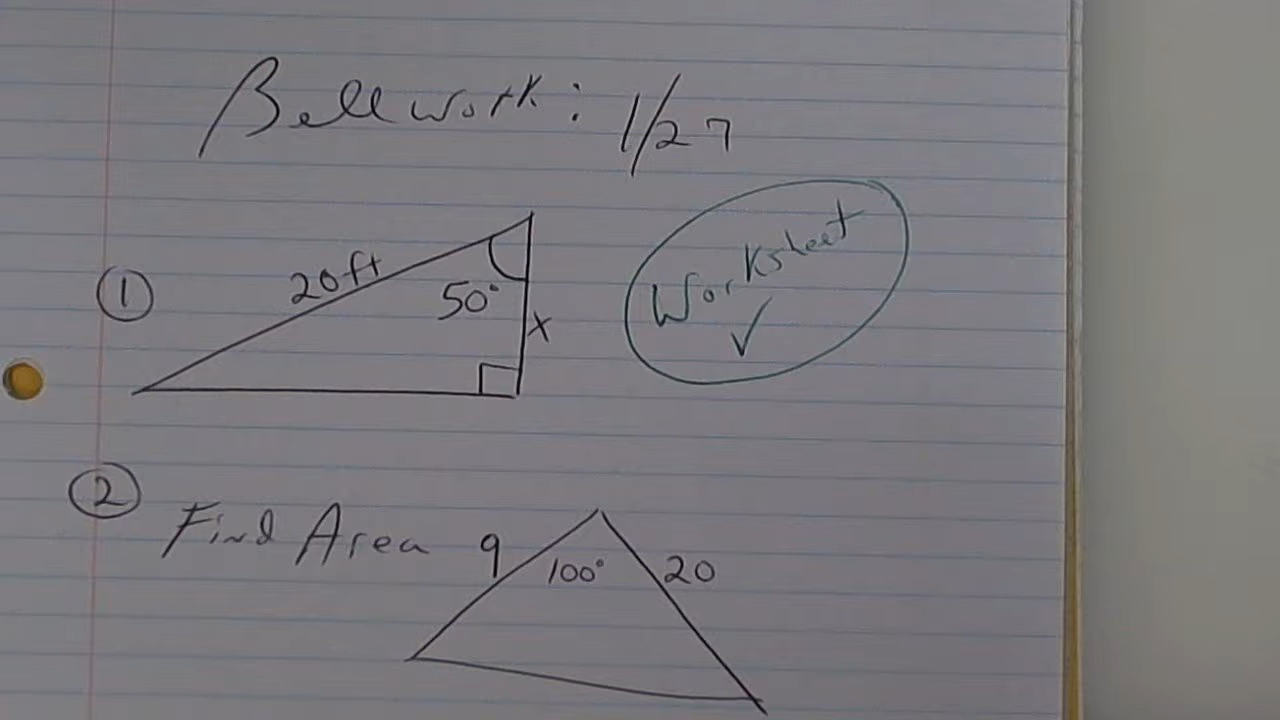 Bellwork: 1/27
Worksheet
✓
① 20ft 50° x
② Find Area 9 100° 20